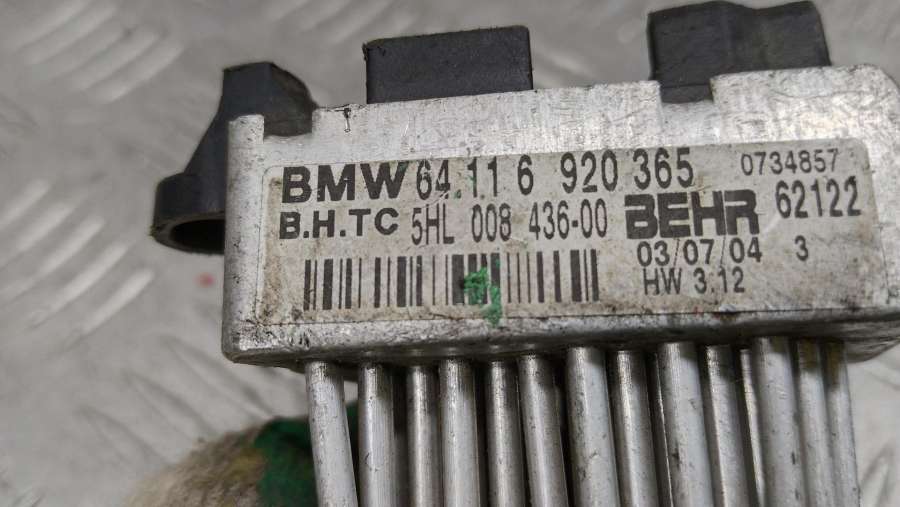 BMW 64.11 6 920 365 0734857
B.H.TC 5HL 008 436-00 BEHR 62122
03/07/04 3
HW 3.12